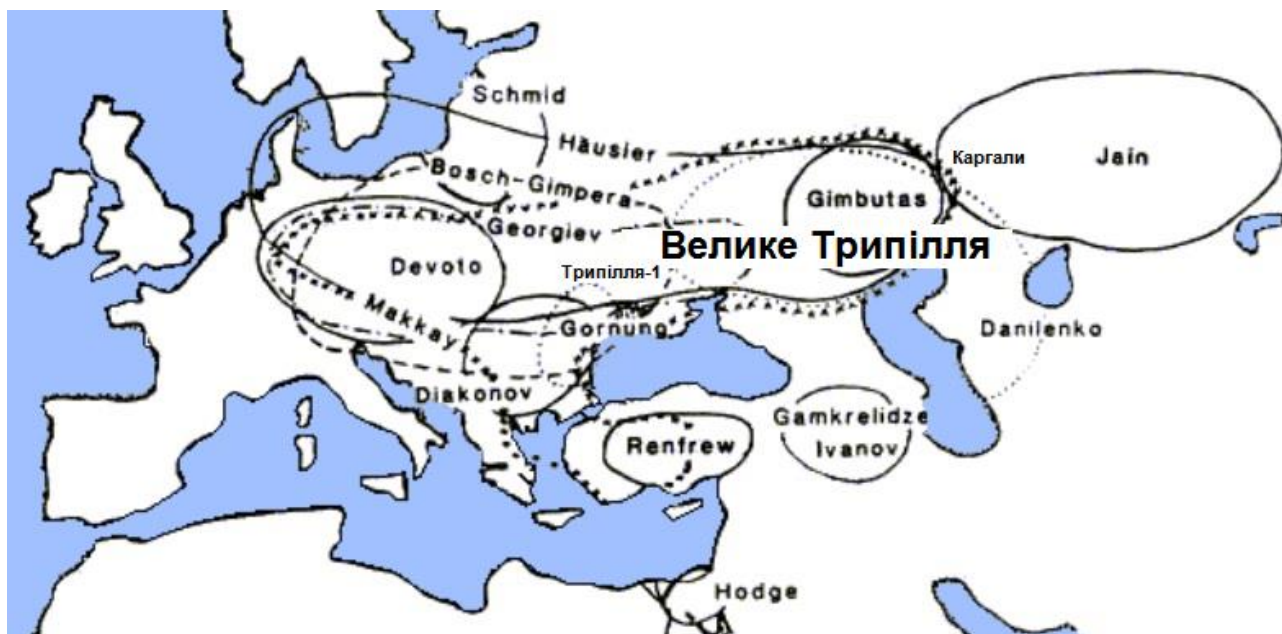 Schmid
Häusler
Bosch-Gimpera
Каргали
Jain
Gimbutas
Georgiev
Велике Трипілля
Devoto
Трипілля-1
Makkay
Gornung
Danilenko
Diakonov
Gamkrelidze
Ivanov
Renfrew
Hodge